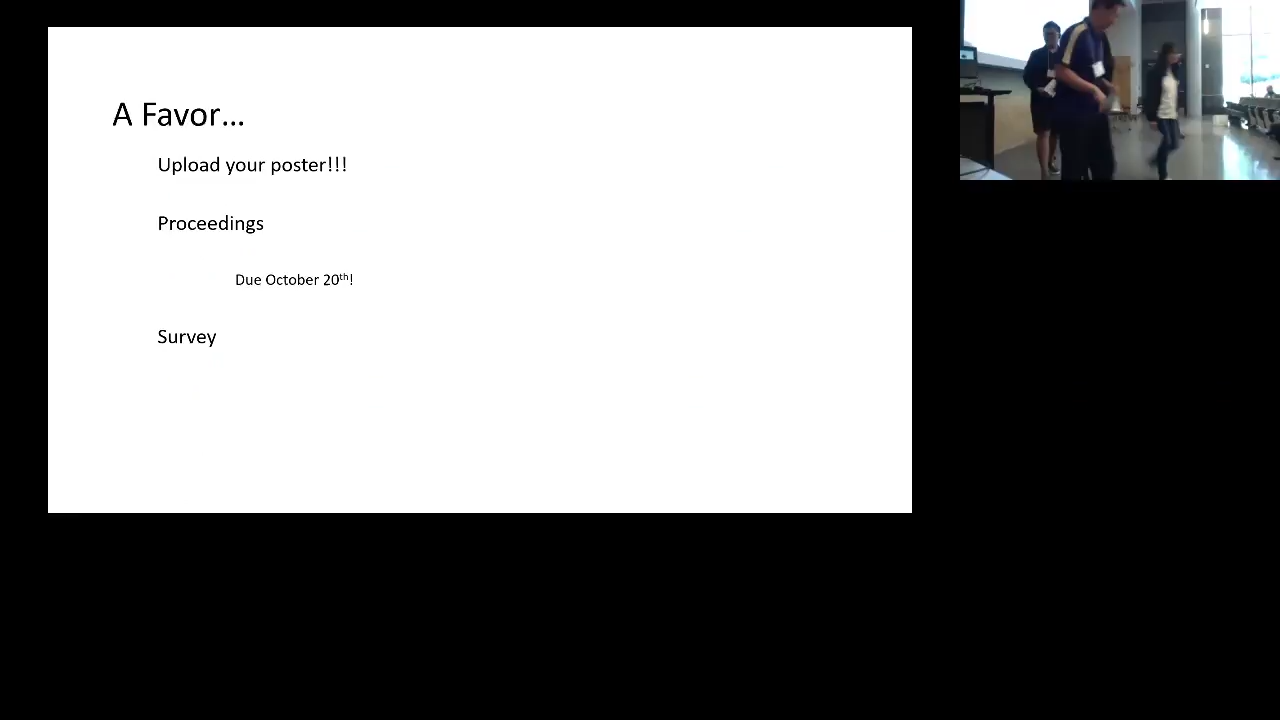 A Favor...
Upload your poster!!!
Proceedings
Due October 20th!
Survey